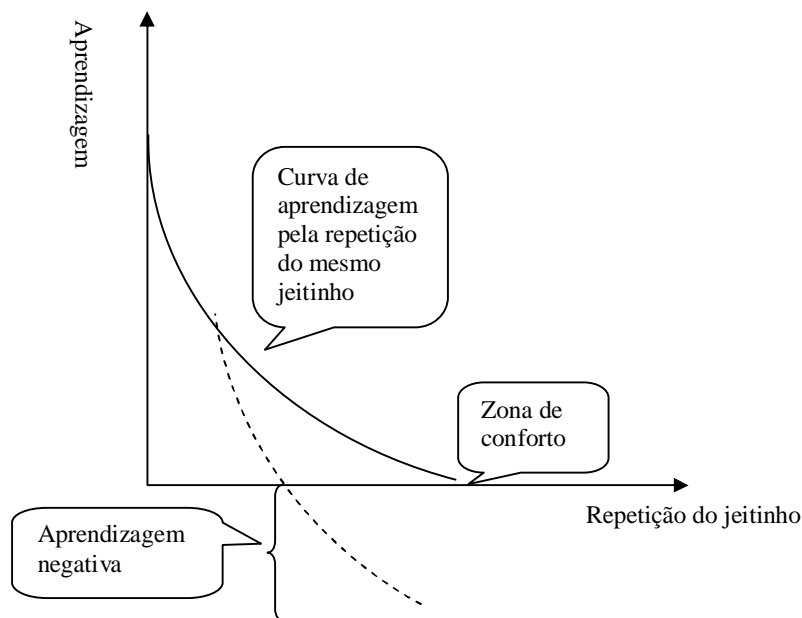 Aprendizagem
Curva de
aprendizagem
pela repetição
do mesmo
jeitinho
Zona de
conforto
Repetição do jeitinho
Aprendizagem
negativa